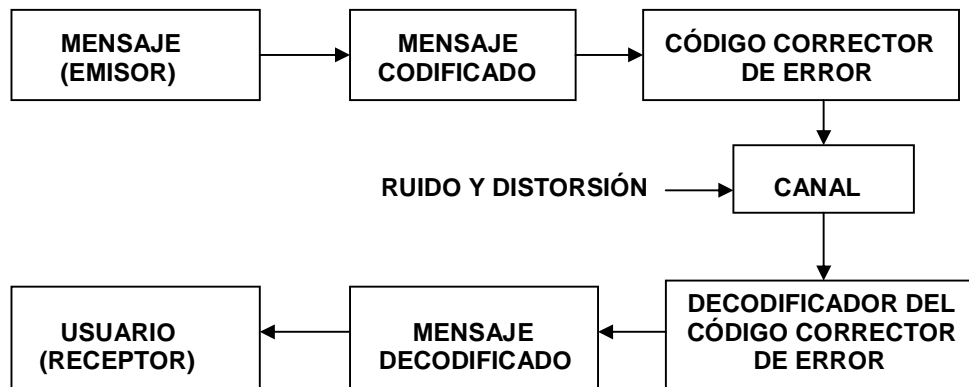 MENSAJE
(EMISOR)
MENSAJE
CODIFICADO
CÓDIGO CORRECTOR
DE ERROR
RUIDO Y DISTORSIÓN
CANAL
DECODIFICADOR DEL
CÓDIGO CORRECTOR
DE ERROR
MENSAJE
DECODIFICADO
USUARIO
(RECEPTOR)